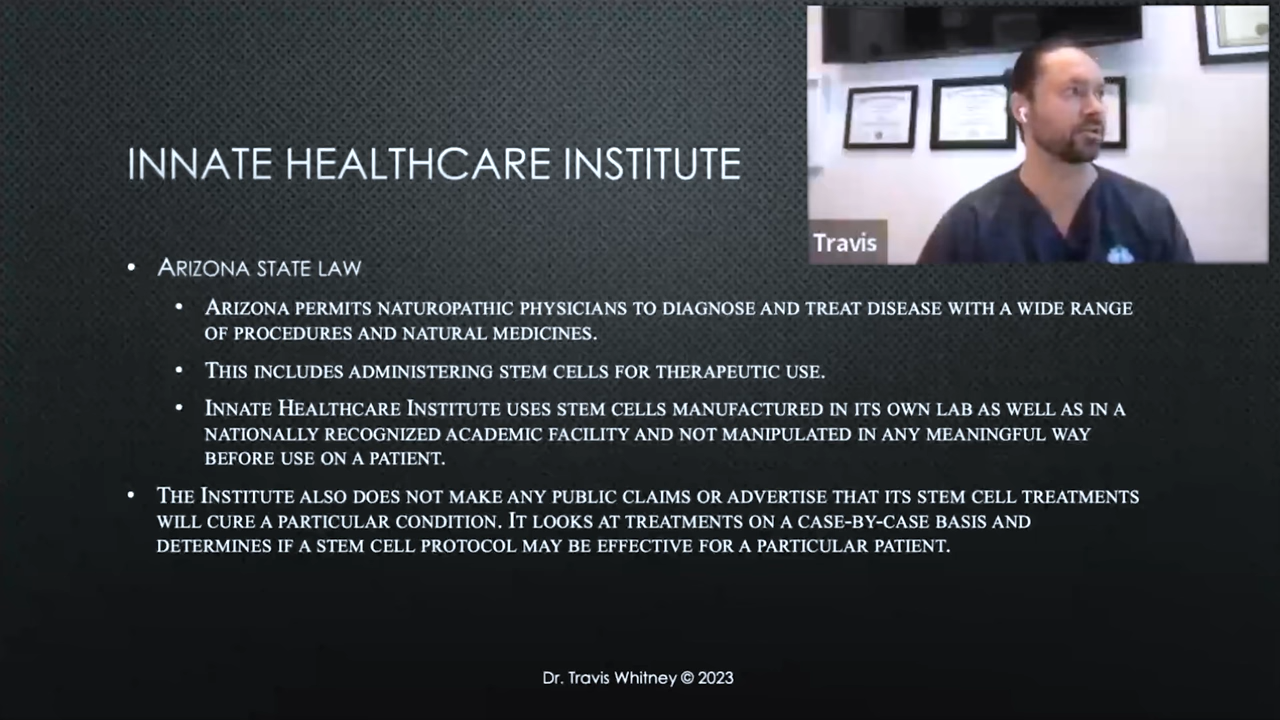 INNATE HEALTHCARE INSTITUTE
Travis
• ARIZONA STATE LAW
• ARIZONA PERMITS NATUROPATHIC PHYSICIANS TO DIAGNOSE AND TREAT DISEASE WITH A WIDE RANGE
OF PROCEDURES AND NATURAL MEDICINES.
• THIS INCLUDES ADMINISTERING STEM CELLS FOR THERAPEUTIC USE.
• INNATE HEALTHCARE INSTITUTE USES STEM CELLS MANUFACTURED IN ITS OWN LAB AS WELL AS IN A
NATIONALLY RECOGNIZED ACADEMIC FACILITY AND NOT MANIPULATED IN ANY MEANINGFUL WAY
BEFORE USE ON A PATIENT.
• THE INSTITUTE ALSO DOES NOT MAKE ANY PUBLIC CLAIMS OR ADVERTISE THAT ITS STEM CELL TREATMENTS
WILL CURE A PARTICULAR CONDITION. IT LOOKS AT TREATMENTS ON A CASE-BY-CASE BASIS AND
DETERMINES IF A STEM CELL PROTOCOL MAY BE EFFECTIVE FOR A PARTICULAR PATIENT.
Dr. Travis Whitney © 2023